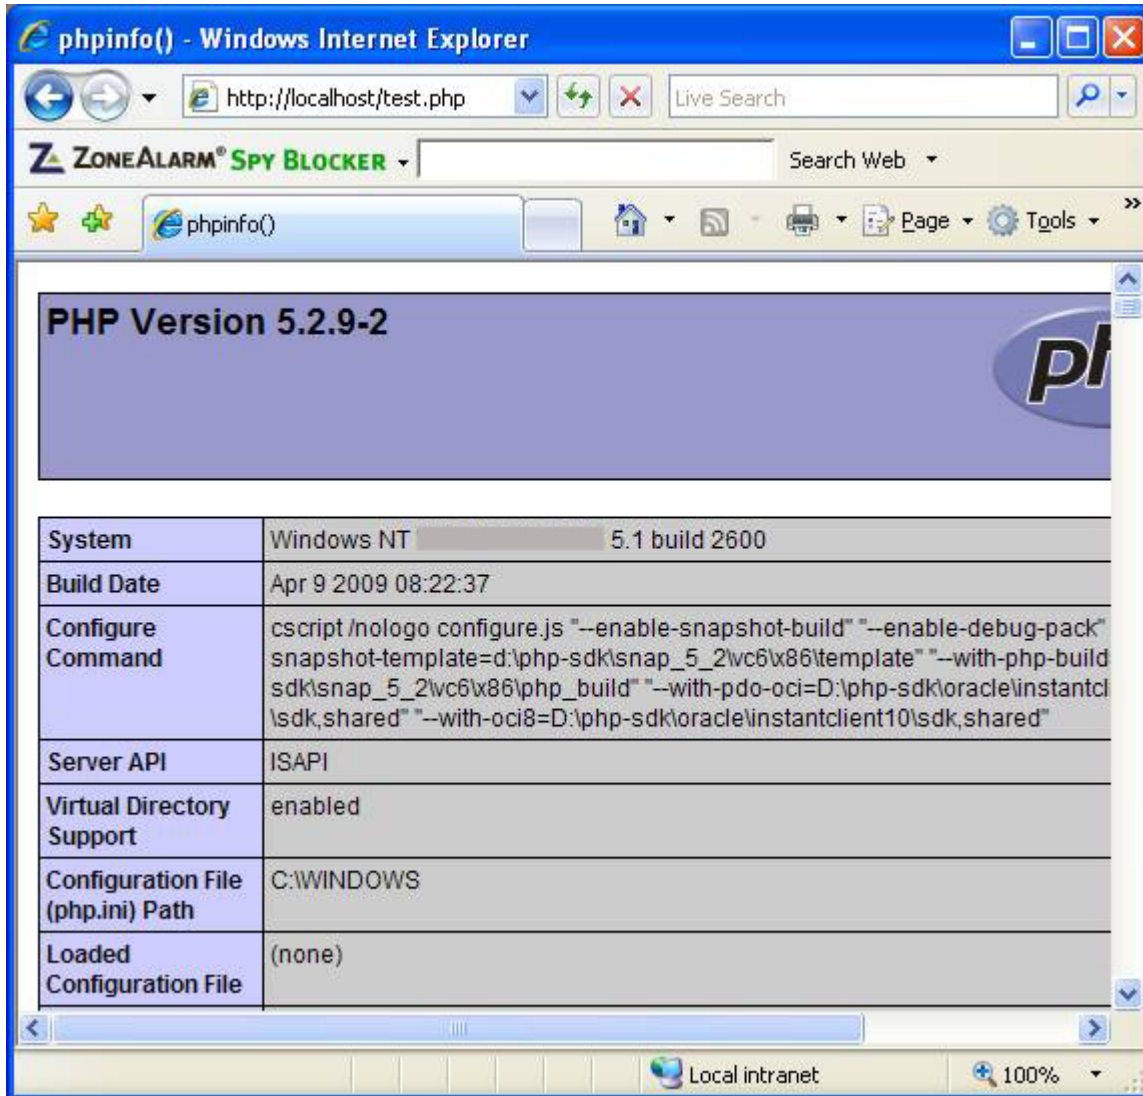 phpinfo() - Windows Internet Explorer
http://localhost/test.php
Live Search
ZONEALARM® SPY BLOCKER
Search Web
phpinfo()
Page
Tools
PHP Version 5.2.9-2
ph
System Windows NT 5.1 build 2600
Build Date Apr 9 2009 08:22:37
Configure Command
cscript /nologo configure.js "--enable-snapshot-build" "--enable-debug-pack"
snapshot-template=d:\php-sdk\snap_5_2\vc6\x86\template" "--with-php-build
sdk\snap_5_2\vc6\x86\php_build" "--with-pdo-oci=D:\php-sdk\oracle\instantcl
\sdk,shared" "--with-oci8=D:\php-sdk\oracle\instantclient10\sdk,shared"
Server API ISAPI
Virtual Directory Support
enabled
Configuration File (php.ini) Path
C:\WINDOWS
Loaded Configuration File
(none)
Local intranet
100%